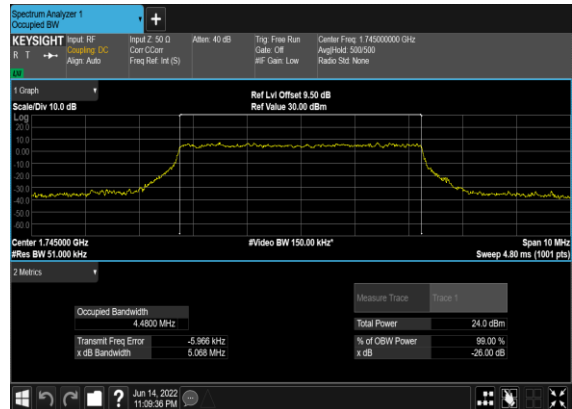 Spectrum Analyzer 1
Occupied BW
+
KEYSIGHT Input: RF Input Z: 50 Ω Atten: 40 dB Trig: Free Run Center Freq: 1.745000000 GHz
R T Coupling: DC Corr CCorr Gate: Off Avg|Hold: 500/500
Align: Auto Freq Ref: Int (S) #IF Gain: Low Radio Std: None
LNI
1 Graph
Ref Lvl Offset 9.50 dB
Scale/Div 10.0 dB Ref Value 30.00 dBm
Log
20.0
10.0
0.00
-10.0
-20.0
-30.0
-40.0
-50.0
-60.0
Center 1.745000 GHz #Video BW 150.00 kHz* Span 10 MHz
#Res BW 51.000 kHz Sweep 4.80 ms (1001 pts)
2 Metrics
Measure Trace Trace 1
Occupied Bandwidth
4.4800 MHz Total Power 24.0 dBm
Transmit Freq Error -5.966 kHz % of OBW Power 99.00 %
x dB Bandwidth 5.068 MHz x dB -26.00 dB
? Jun 14, 2022
11:09:36 PM